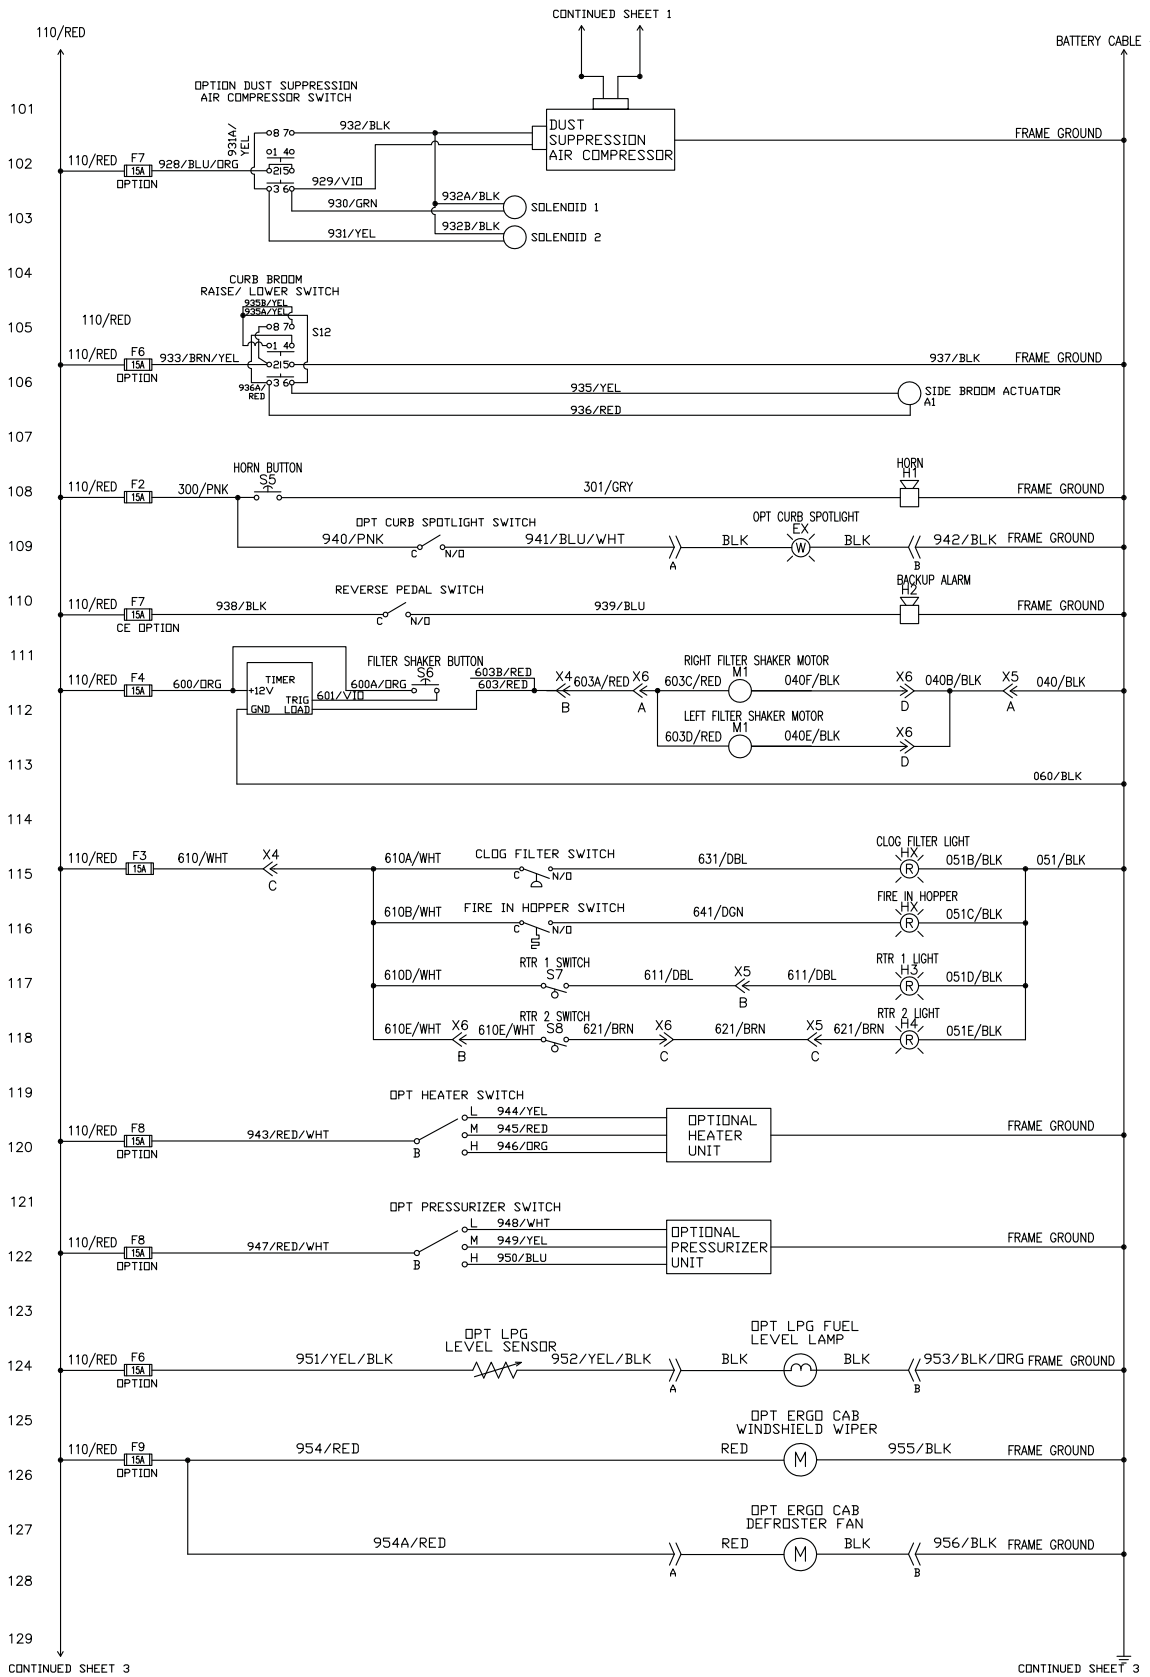 CONTINUED SHEET 1
110/RED
BATTERY CABLE
OPTION DUST SUPPRESSION
AIR COMPRESSOR SWITCH
101
931A/
YEL
8 7
932/BLK
DUST
SUPPRESSION
AIR COMPRESSOR
FRAME GROUND
1 4
102
110/RED
F7
15A
OPTION
928/BLU/ORG
2 5
3 6
929/VIO
930/GRN
932A/BLK
SOLENOID 1
103
931/YEL
932B/BLK
SOLENOID 2
104
CURB BROOM
RAISE/ LOWER SWITCH
935B/YEL
935A/YEL
105
110/RED
8 7
S12
1 4
110/RED
F6
15A
OPTION
933/BRN/YEL
2 5
937/BLK
FRAME GROUND
106
936A/
RED
3 6
935/YEL
SIDE BROOM ACTUATOR
A1
936/RED
107
HORN BUTTON
S5
HORN
H1
108
110/RED
F2
15A
300/PNK
301/GRY
FRAME GROUND
OPT CURB SPOTLIGHT SWITCH
OPT CURB SPOTLIGHT
EX
109
940/PNK
C
N/O
941/BLU/WHT
A
BLK
W
BLK
B
942/BLK
FRAME GROUND
REVERSE PEDAL SWITCH
BACKUP ALARM
H2
110
110/RED
F7
15A
CE OPTION
938/BLK
C
N/O
939/BLU
FRAME GROUND
111
TIMER
FILTER SHAKER BUTTON
S6
603B/RED
RIGHT FILTER SHAKER MOTOR
M1
110/RED
F4
15A
600/ORG
+12V
TRIG
GND
LOAD
600A/ORG
601/VIO
603/RED
X4
B
603A/RED
X6
A
603C/RED
040F/BLK
X6
D
040B/BLK
X5
A
040/BLK
112
LEFT FILTER SHAKER MOTOR
M1
603D/RED
040E/BLK
X6
D
113
060/BLK
114
CLOG FILTER LIGHT
HX
110/RED
F3
15A
610/WHT
X4
C
610A/WHT
CLOG FILTER SWITCH
C
N/O
631/DBL
R
051B/BLK
051/BLK
115
FIRE IN HOPPER
HX
610B/WHT
FIRE IN HOPPER SWITCH
C
N/O
641/DGN
R
051C/BLK
116
RTR 1 SWITCH
S7
RTR 1 LIGHT
H3
117
610D/WHT
611/DBL
X5
B
611/DBL
R
051D/BLK
RTR 2 SWITCH
S8
RTR 2 LIGHT
H4
118
610E/WHT
X6
B
610E/WHT
621/BRN
X6
C
621/BRN
X5
C
621/BRN
R
051E/BLK
119
OPT HEATER SWITCH
L
944/YEL
110/RED
F8
15A
OPTION
943/RED/WHT
B
M
945/RED
H
946/ORG
OPTIONAL
HEATER
UNIT
FRAME GROUND
120
121
OPT PRESSURIZER SWITCH
L
948/WHT
110/RED
F8
15A
OPTION
947/RED/WHT
B
M
949/YEL
H
950/BLU
OPTIONAL
PRESSURIZER
UNIT
FRAME GROUND
122
123
OPT LPG
LEVEL SENSOR
OPT LPG FUEL
LEVEL LAMP
124
110/RED
F6
15A
OPTION
951/YEL/BLK
952/YEL/BLK
A
BLK
BLK
B
953/BLK/ORG
FRAME GROUND
125
OPT ERGO CAB
WINDSHIELD WIPER
110/RED
F9
15A
OPTION
954/RED
RED
M
955/BLK
FRAME GROUND
126
OPT ERGO CAB
DEFROSTER FAN
127
954A/RED
A
RED
M
BLK
B
956/BLK
FRAME GROUND
128
129
CONTINUED SHEET 3
CONTINUED SHEET 3